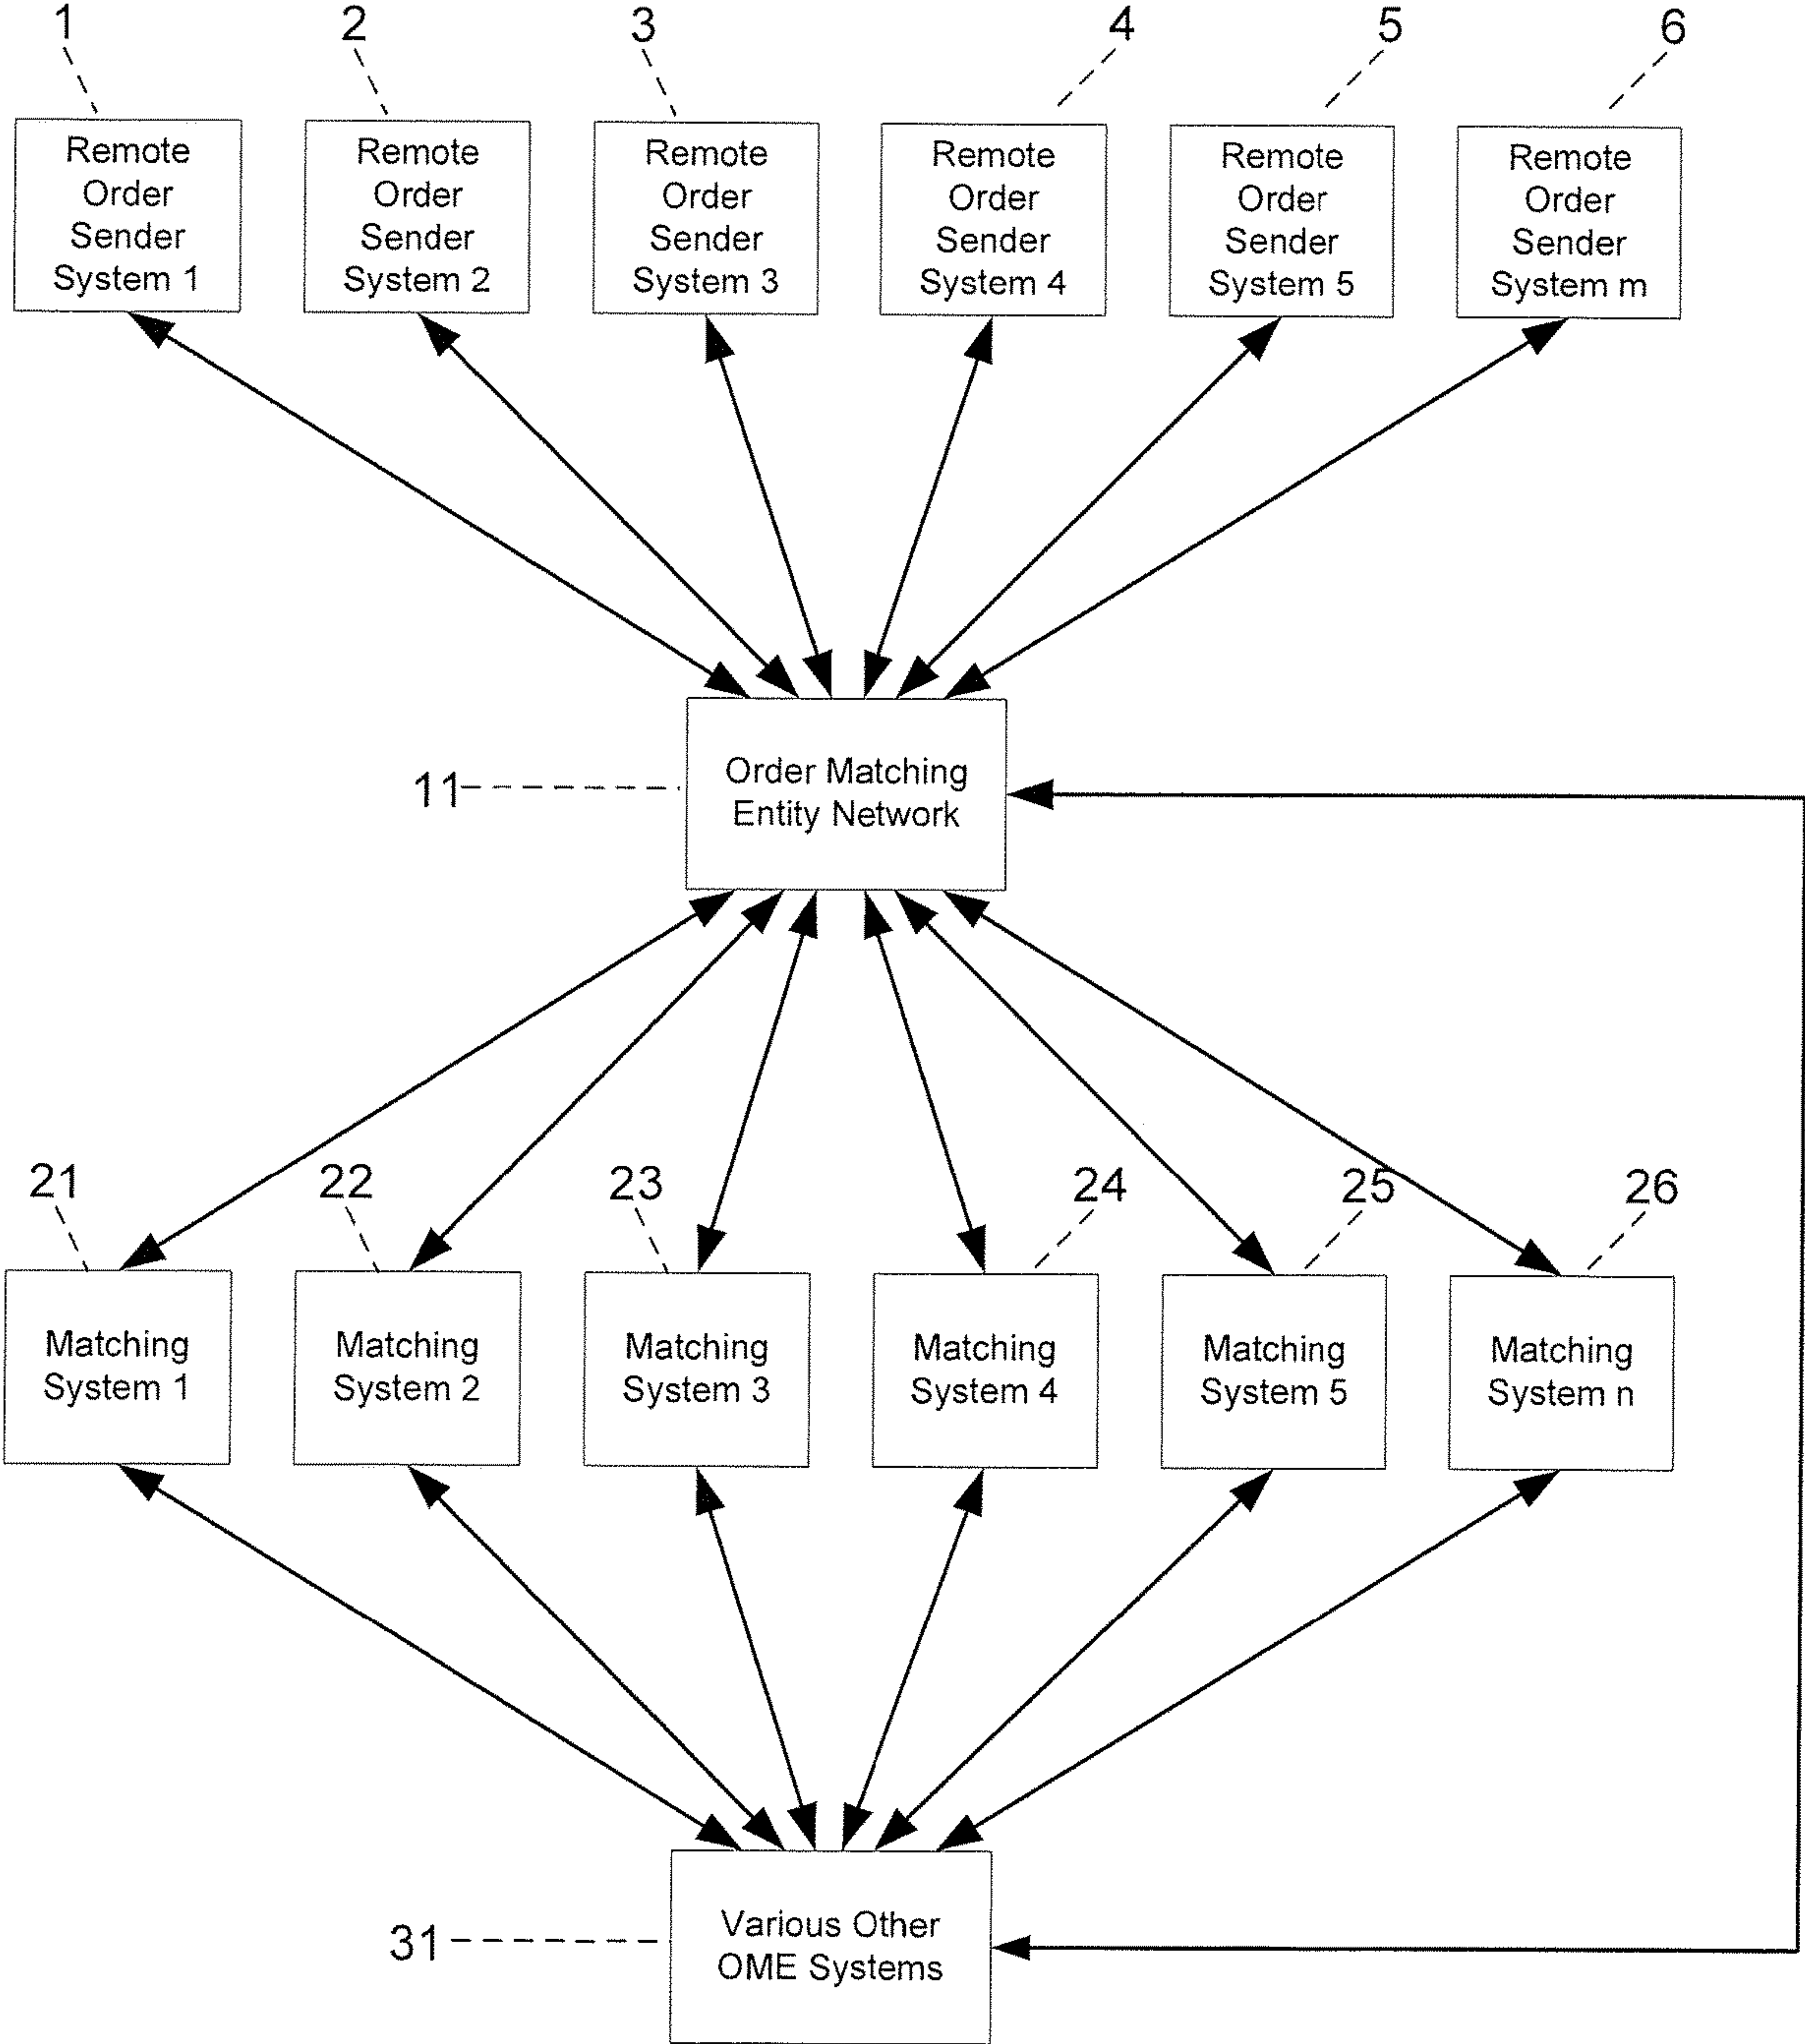 1 2 3 4 5 6
Remote
Order
Sender
System 1
Remote
Order
Sender
System 2
Remote
Order
Sender
System 3
Remote
Order
Sender
System 4
Remote
Order
Sender
System 5
Remote
Order
Sender
System m
11
Order Matching
Entity Network
21 22 23 24 25 26
Matching
System 1
Matching
System 2
Matching
System 3
Matching
System 4
Matching
System 5
Matching
System n
31
Various Other
OME Systems